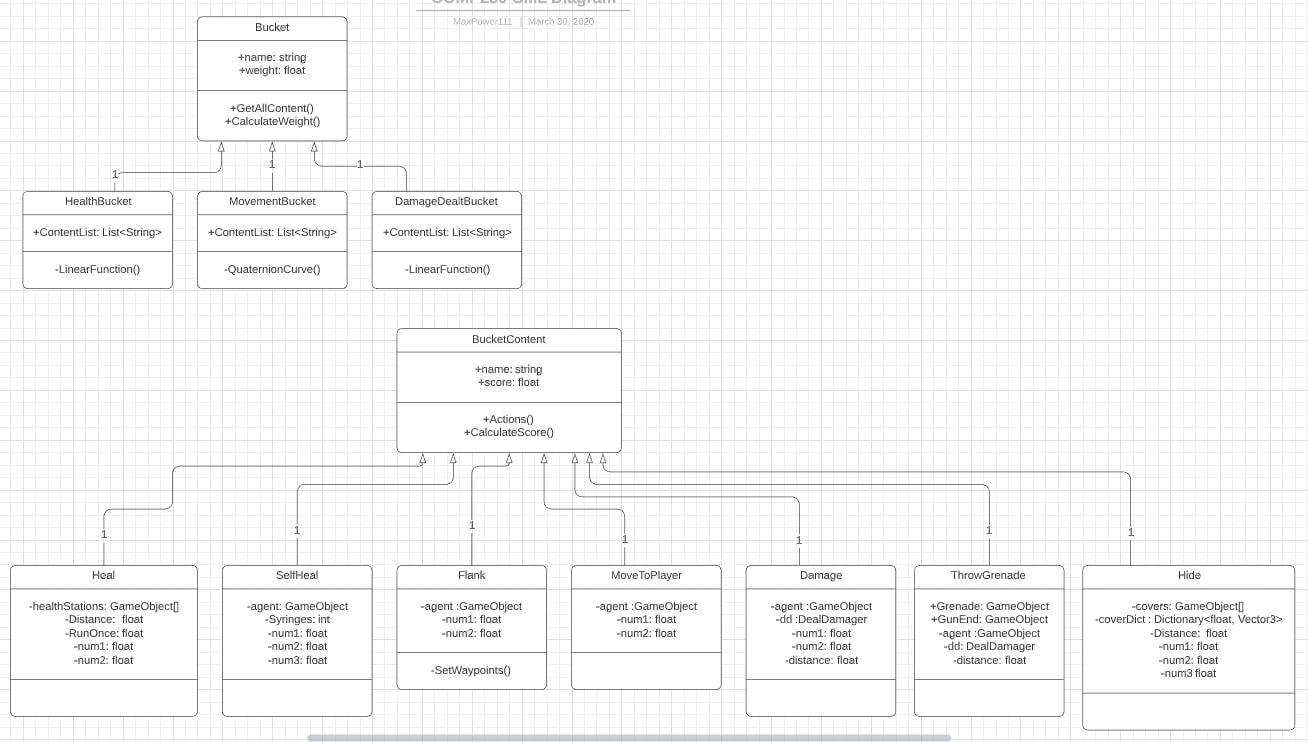 COMP280 UML Diagram
MaxPower111 | March 30, 2020
Bucket
+name: string
+weight: float
+GetAllContent()
+CalculateWeight()
1
1
1
HealthBucket
+ContentList: List<String>
-LinearFunction()
MovementBucket
+ContentList: List<String>
-QuaternionCurve()
DamageDealtBucket
+ContentList: List<String>
-LinearFunction()
BucketContent
+name: string
+score: float
+Actions()
+CalculateScore()
1
1
1
1
1
1
1
Heal
-healthStations: GameObject[]
-Distance: float
-RunOnce: float
-num1: float
-num2: float
SelfHeal
-agent: GameObject
-Syringes: int
-num1: float
-num2: float
-num3: float
Flank
-agent :GameObject
-num1: float
-num2: float
-SetWaypoints()
MoveToPlayer
-agent :GameObject
-num1: float
-num2: float
Damage
-agent :GameObject
-dd :DealDamager
-num1: float
-num2: float
-distance: float
ThrowGrenade
+Grenade: GameObject
+GunEnd: GameObject
-agent :GameObject
-dd: DealDamager
-distance: float
Hide
-covers: GameObject[]
-coverDict : Dictionary<float, Vector3>
-Distance: float
-num1: float
-num2: float
-num3 float